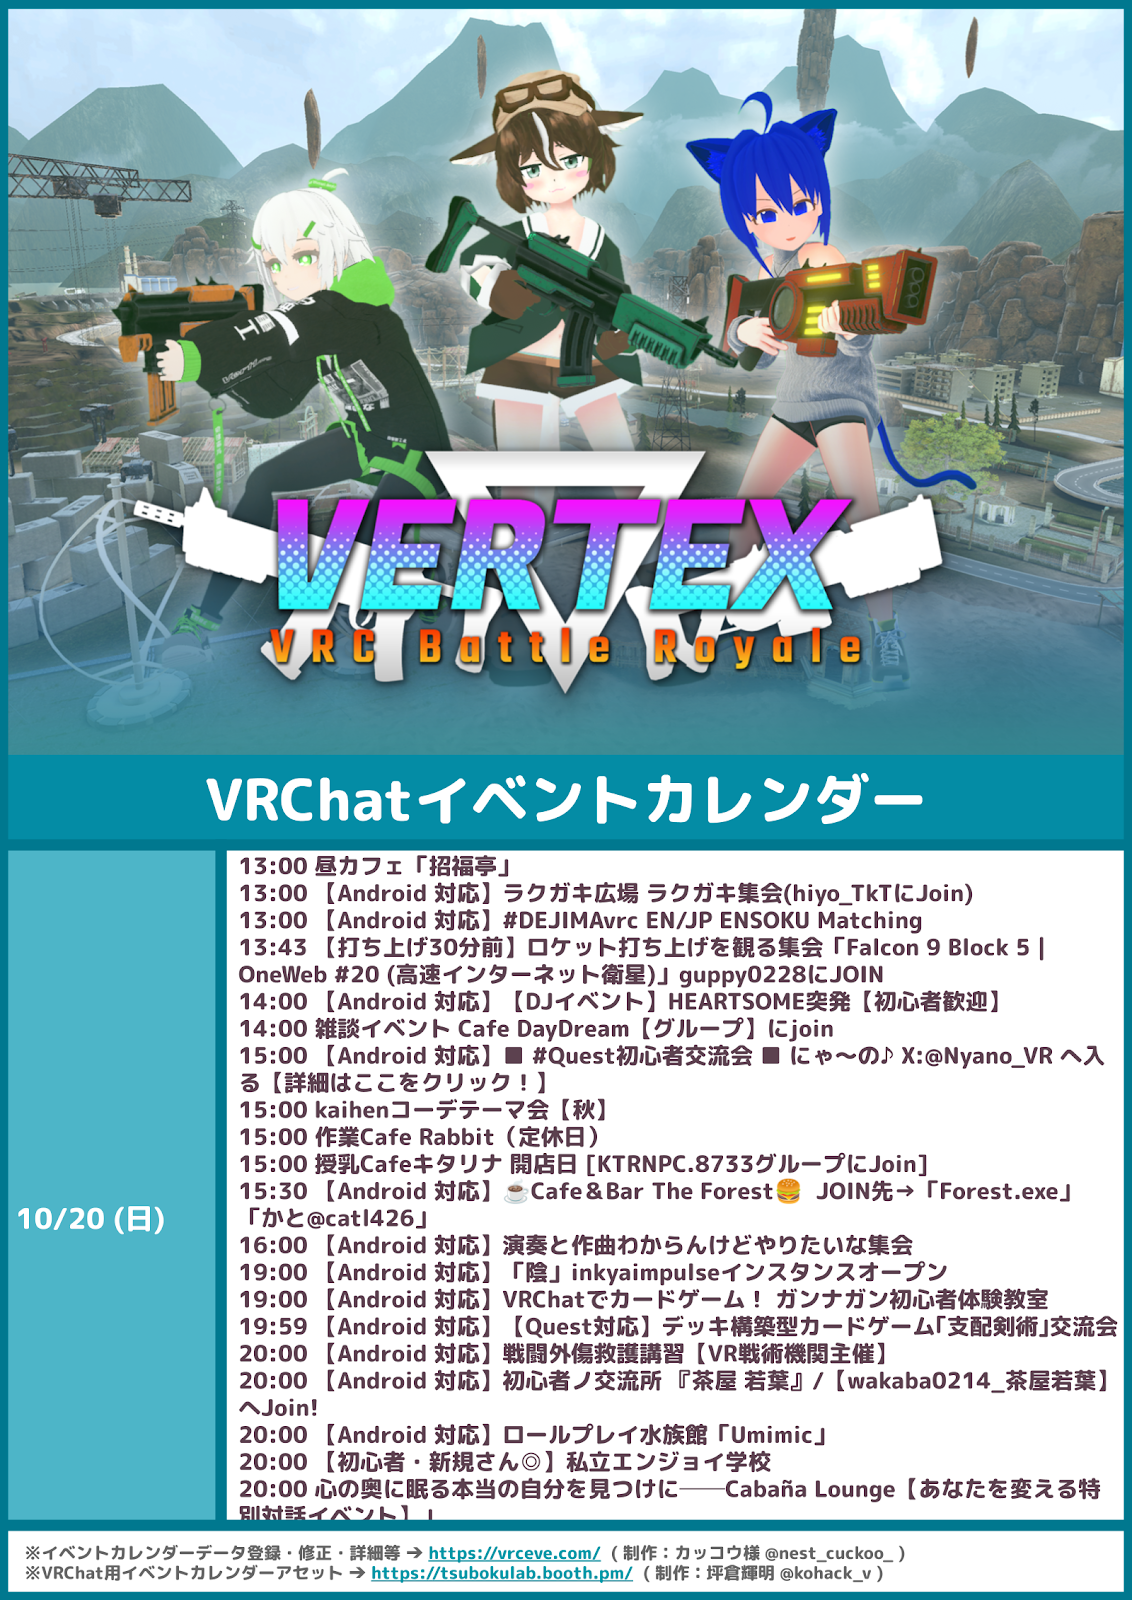 VERTEX
VRC Battle Royale
VRChatイベントカレンダー
10/20 (日)
13:00 昼カフェ「招福亭」
13:00 【Android 対応】ラクガキ広場 ラクガキ集会(hiyo_TkTにJoin)
13:00 【Android 対応】#DEJIMAvrc EN/JP ENSOKU Matching
13:43 【打ち上げ30分前】ロケット打ち上げを観る集会「Falcon 9 Block 5 |
OneWeb #20 (高速インターネット衛星)」guppy0228にJOIN
14:00 【Android 対応】【DJイベント】HEARTSOME突発【初心者歓迎】
14:00 雑談イベント Cafe DayDream【グループ】にjoin
15:00 【Android 対応】■ #Quest初心者交流会 ■ にゃ～の♪ X:@Nyano_VR へ入
る【詳細はここをクリック！】
15:00 kaihenコーデテーマ会【秋】
15:00 作業Cafe Rabbit（定休日）
15:00 授乳Cafeキタリナ 開店日 [KTRNPC.8733グループにJoin]
15:30 【Android 対応】☕Cafe＆Bar The Forest🍔 JOIN先→「Forest.exe」
「かと@catl426」
16:00 【Android 対応】演奏と作曲わからんけどやりたいな集会
19:00 【Android 対応】「陰」inkyaimpulseインスタンスオープン
19:00 【Android 対応】VRChatでカードゲーム！ ガンナガン初心者体験教室
19:59 【Android 対応】【Quest対応】デッキ構築型カードゲーム｢支配剣術｣交流会
20:00 【Android 対応】戦闘外傷救護講習【VR戦術機関主催】
20:00 【Android 対応】初心者ノ交流所 『茶屋 若葉』/【wakaba0214_茶屋若葉】
へJoin!
20:00 【Android 対応】ロールプレイ水族館「Umimic」
20:00 【初心者・新規さん◎】私立エンジョイ学校
20:00 心の奥に眠る本当の自分を見つけに──Cabaña Lounge【あなたを変える特
別対話イベント】」
※イベントカレンダーデータ登録・修正・詳細等 → https://vrceve.com/ ( 制作：カッコウ様 @nest_cuckoo_ )
※VRChat用イベントカレンダーアセット → https://tsubokulab.booth.pm/ ( 制作：坪倉輝明 @kohack_v )